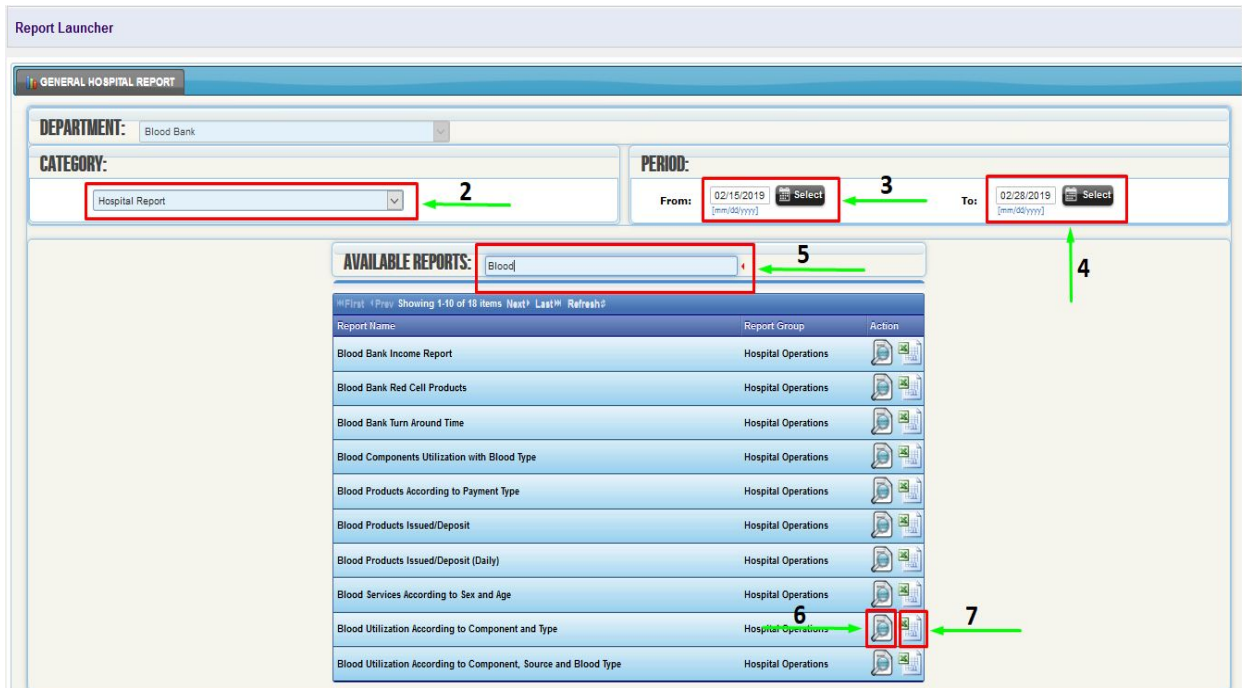 Report Launcher
GENERAL HOSPITAL REPORT
DEPARTMENT: Blood Bank
CATEGORY:
Hospital Report
2
PERIOD:
From: 02/15/2019 Select 3 To: 02/28/2019 Select
[mm/dd/yyyy] [mm/dd/yyyy]
4
AVAILABLE REPORTS: Blood 5
First Prev Showing 1-10 of 18 items Next Last Refresh
Report Name Report Group Action
Blood Bank Income Report Hospital Operations
Blood Bank Red Cell Products Hospital Operations
Blood Bank Turn Around Time Hospital Operations
Blood Components Utilization with Blood Type Hospital Operations
Blood Products According to Payment Type Hospital Operations
Blood Products Issued/Deposit Hospital Operations
Blood Products Issued/Deposit (Daily) Hospital Operations
Blood Services According to Sex and Age Hospital Operations
6 7
Blood Utilization According to Component and Type Hospital Operations
Blood Utilization According to Component, Source and Blood Type Hospital Operations